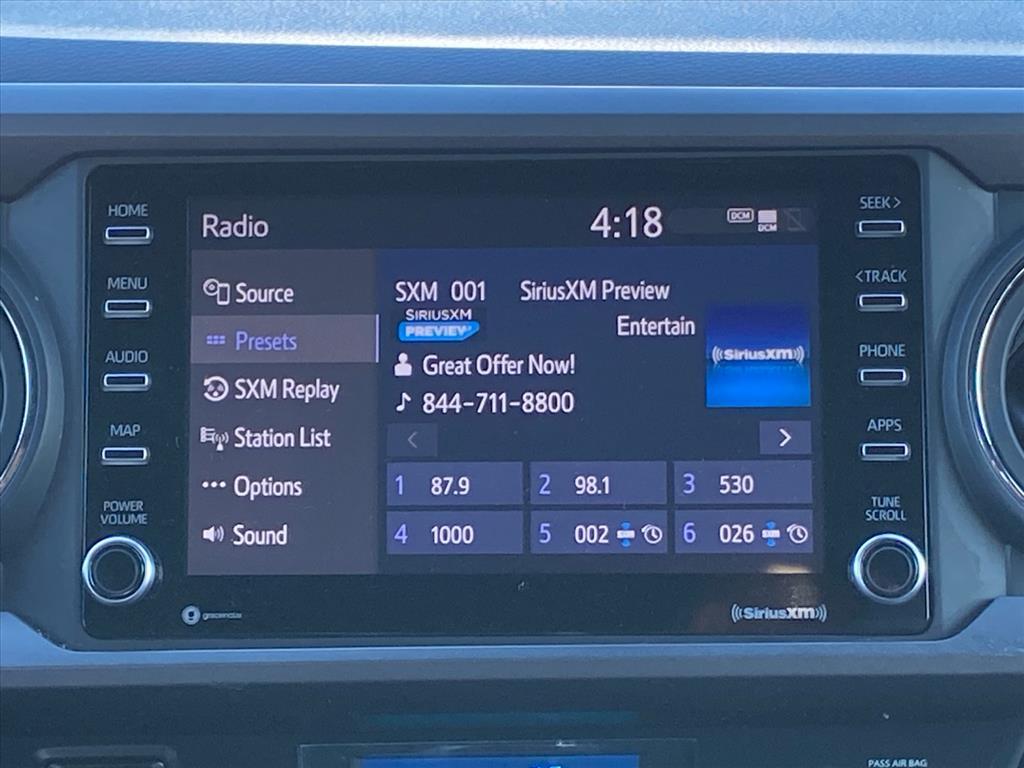 HOME
MENU
AUDIO
MAP
POWER
VOLUME
Radio
4:18
DCM
DCM
Source
Presets
SXM Replay
Station List
Options
Sound
SXM 001 SiriusXM Preview
SIRIUSXM
PREVIEW
Entertain
((SiriusXM))
Great Offer Now!
844-711-8800
< >
1 87.9
2 98.1
3 530
4 1000
5 002 SXM
6 026 SXM
SEEK >
< TRACK
PHONE
APPS
TUNE
SCROLL
gracenote
((SiriusXM))
PASS AIR BAG